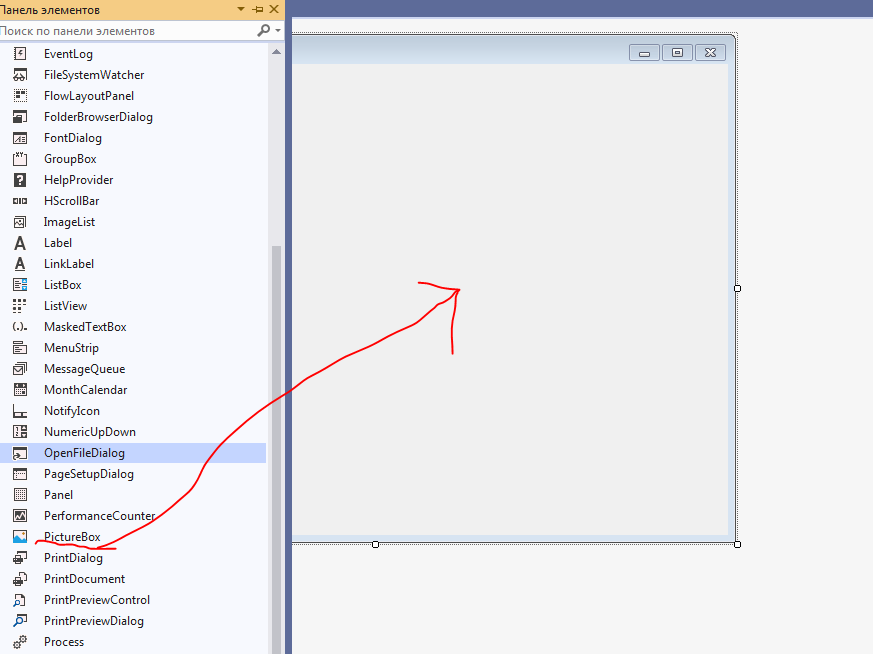 Панель элементов
Поиск по панели элементов
EventLog
FileSystemWatcher
FlowLayoutPanel
FolderBrowserDialog
FontDialog
GroupBox
HelpProvider
HScrollBar
ImageList
Label
LinkLabel
ListBox
ListView
MaskedTextBox
MenuStrip
MessageQueue
MonthCalendar
NotifyIcon
NumericUpDown
OpenFileDialog
PageSetupDialog
Panel
PerformanceCounter
PictureBox
PrintDialog
PrintDocument
PrintPreviewControl
PrintPreviewDialog
Process